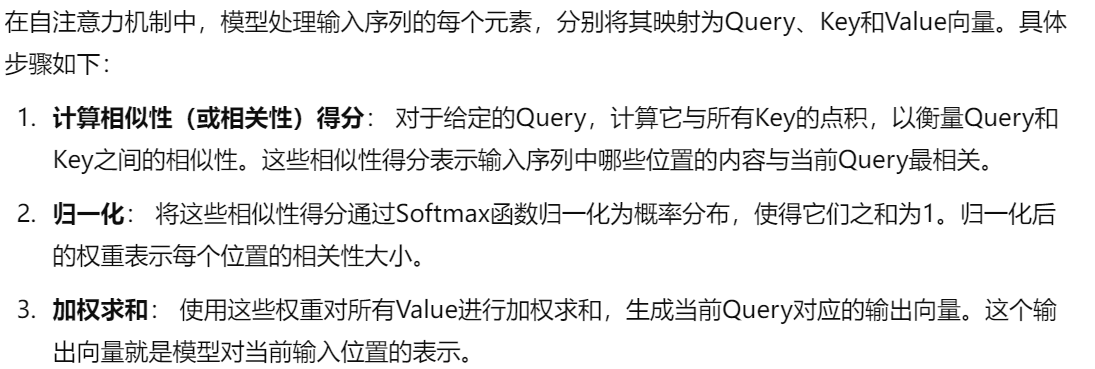 在自注意力机制中，模型处理输入序列的每个元素，分别将其映射为Query、Key和Value向量。具体
步骤如下：
1. 计算相似性（或相关性）得分： 对于给定的Query，计算它与所有Key的点积，以衡量Query和
Key之间的相似性。这些相似性得分表示输入序列中哪些位置的内容与当前Query最相关。
2. 归一化： 将这些相似性得分通过Softmax函数归一化为概率分布，使得它们之和为1。归一化后
的权重表示每个位置的相关性大小。
3. 加权求和： 使用这些权重对所有Value进行加权求和，生成当前Query对应的输出向量。这个输
出向量就是模型对当前输入位置的表示。